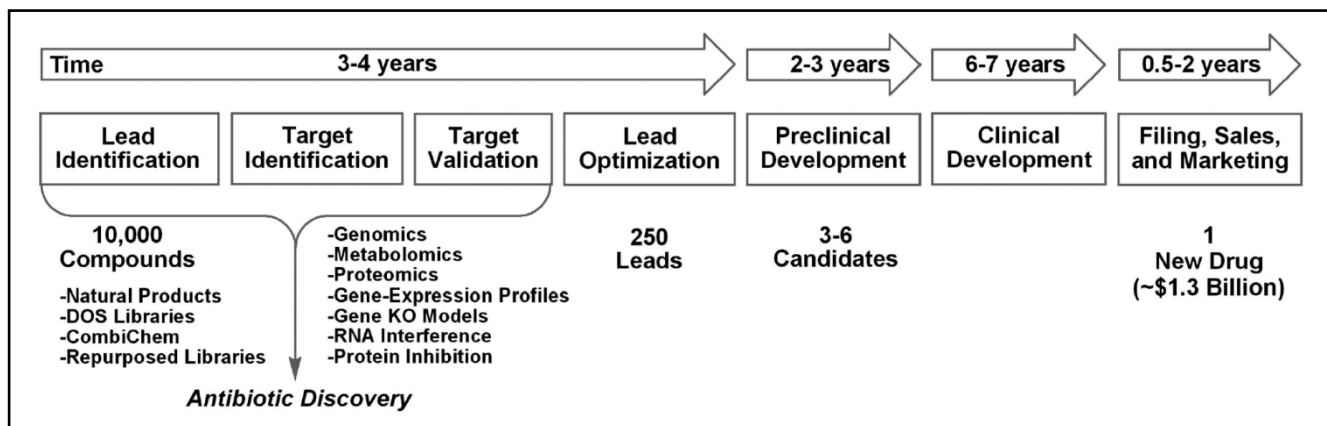 Time 3-4 years 2-3 years 6-7 years 0.5-2 years
Lead
Identification
Target
Identification
Target
Validation
Lead
Optimization
Preclinical
Development
Clinical
Development
Filing, Sales,
and Marketing
10,000
Compounds
-Natural Products
-DOS Libraries
-CombiChem
-Repurposed Libraries
-Genomics
-Metabolomics
-Proteomics
-Gene-Expression Profiles
-Gene KO Models
-RNA Interference
-Protein Inhibition
250
Leads
3-6
Candidates
1
New Drug
(~$1.3 Billion)
Antibiotic Discovery